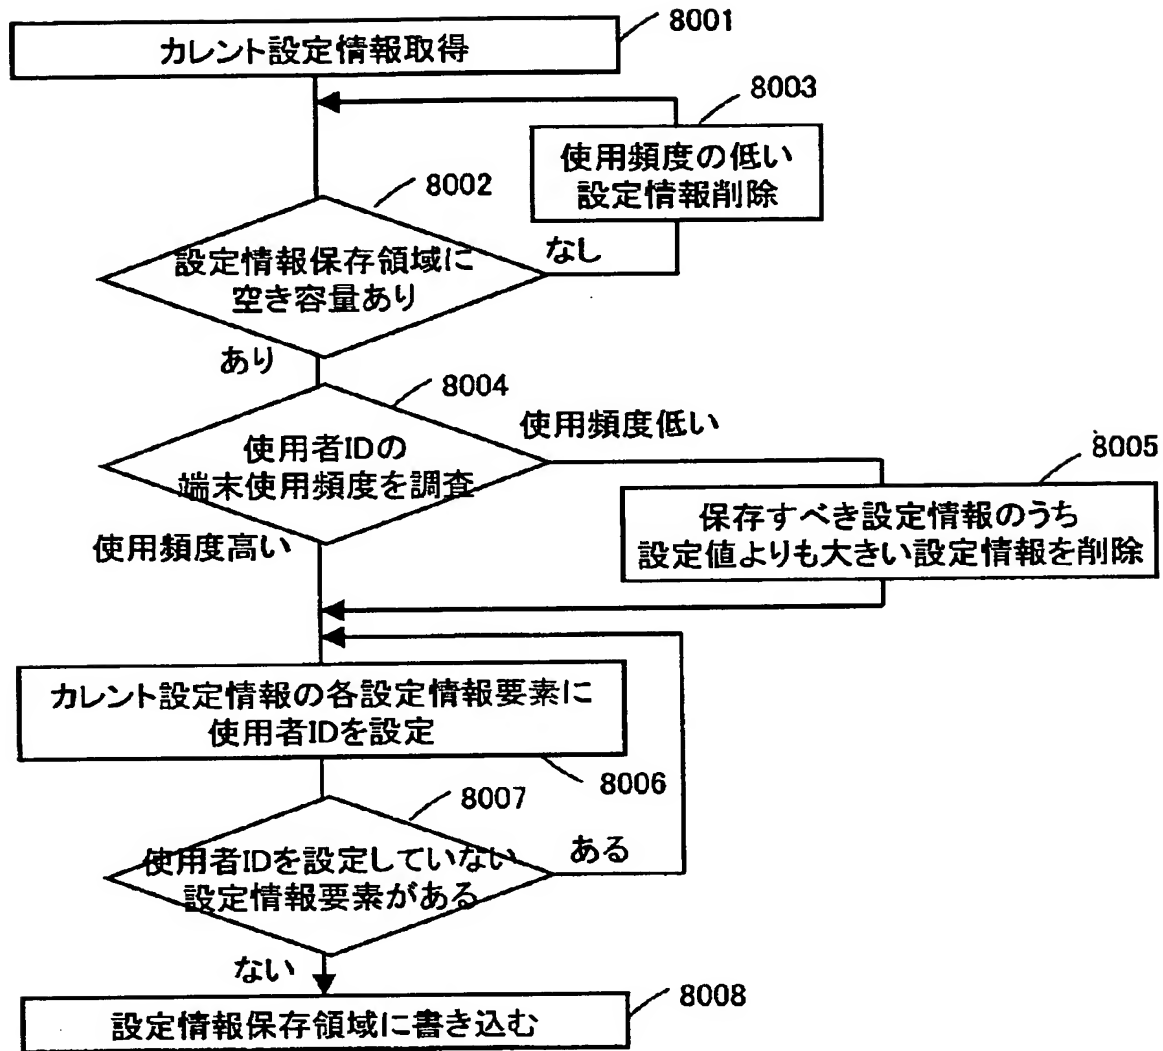 カレント設定情報取得
8001
8003
使用頻度の低い
設定情報削除
8002
設定情報保存領域に
空き容量あり
なし
あり
8004
使用者IDの
端末使用頻度を調査
使用頻度低い
8005
保存すべき設定情報のうち
設定値よりも大きい設定情報を削除
使用頻度高い
カレント設定情報の各設定情報要素に
使用者IDを設定
8006
8007
使用者IDを設定していない
設定情報要素がある
ある
ない
設定情報保存領域に書き込む
8008